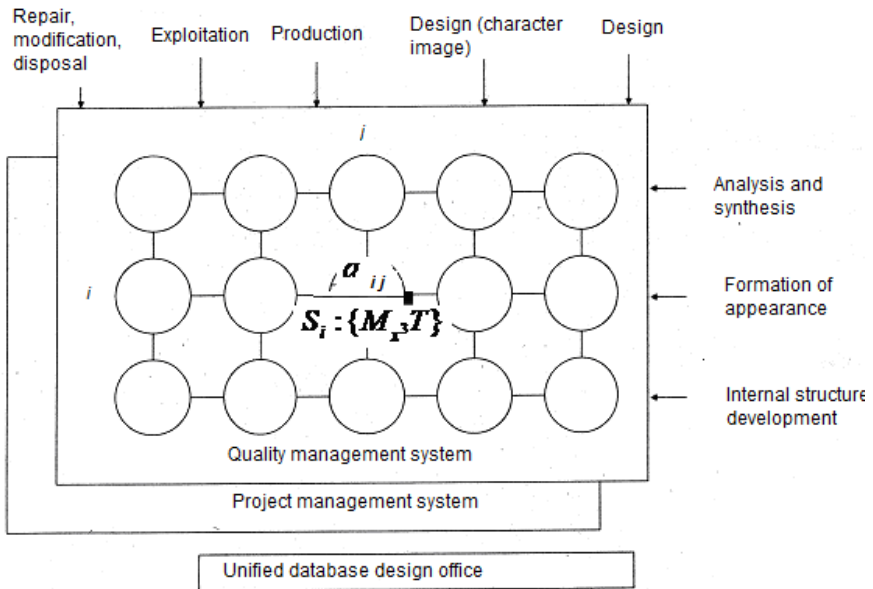 Repair,
modification,
disposal
Exploitation
Production
Design (character
image)
Design
j
Analysis and
synthesis
i
a ij
Formation of
appearance
S_i : {M_x³T}
Internal structure
development
Quality management system
Project management system
Unified database design office